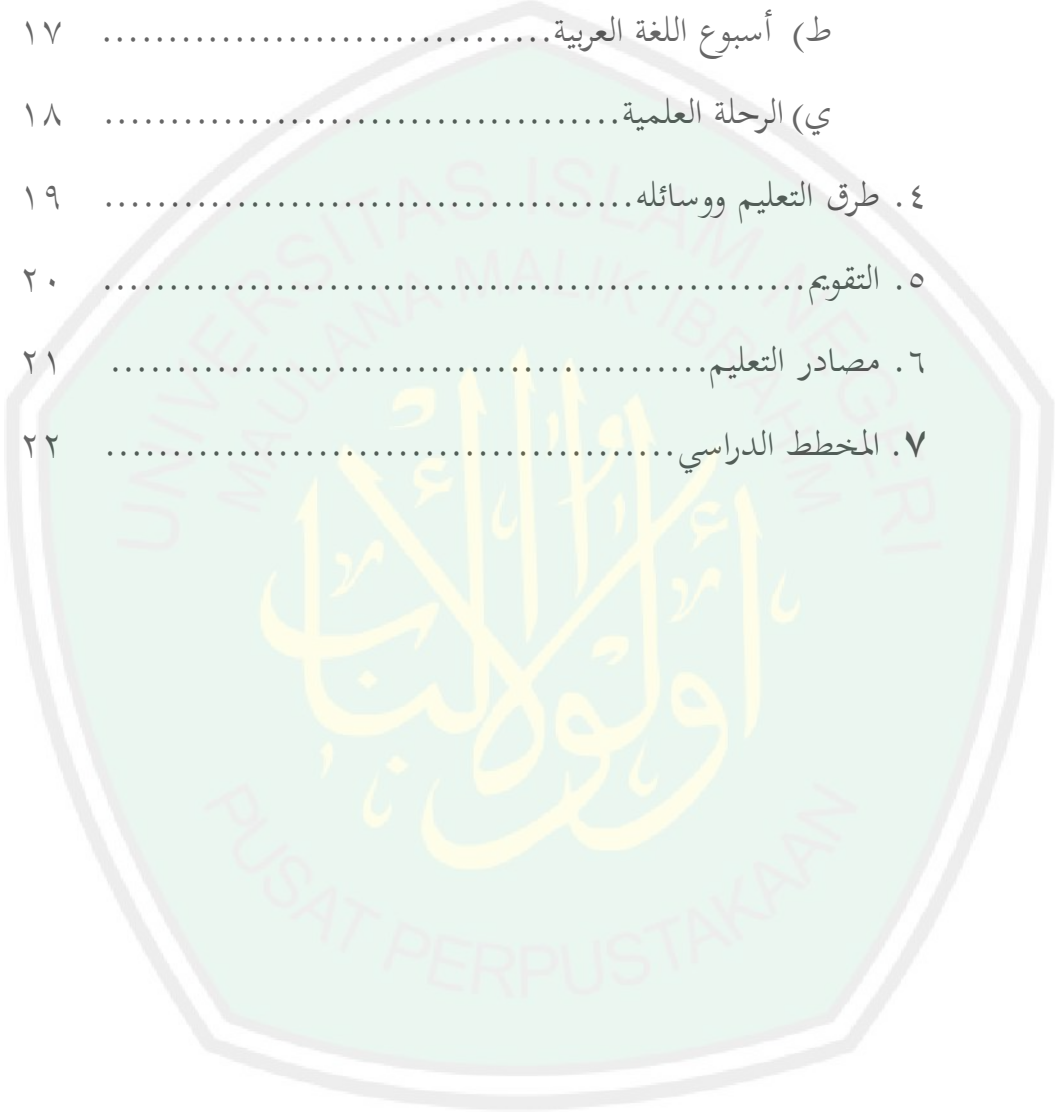 ط) أسبوع اللغة العربية.................................. ١٧
ي) الرحلة العلمية....................................... ١٨
٤. طرق التعليم ووسائله........................................ ١٩
٥. التقويم..................................................... ٢٠
٦. مصادر التعليم............................................. ٢١
٧. المخطط الدراسي........................................... ٢٢
UNIVERSITAS ISLAM NEGERI
MAULANA MALIK IBRAHIM
أولو الألباب
PUSAT PERPUSTAKAAN